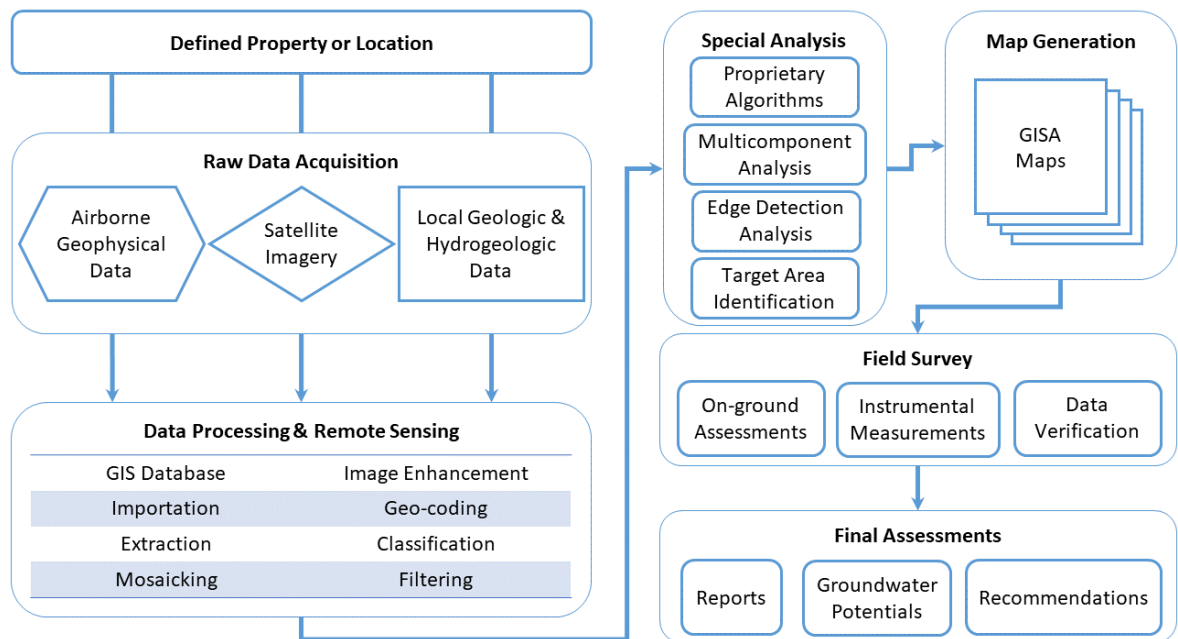 Defined Property or Location
Raw Data Acquisition
Airborne
Geophysical
Data
Satellite
Imagery
Local Geologic &
Hydrogeologic
Data
Data Processing & Remote Sensing
GIS Database
Image Enhancement
Importation
Geo-coding
Extraction
Classification
Mosaicking
Filtering
Special Analysis
Proprietary
Algorithms
Multicomponent
Analysis
Edge Detection
Analysis
Target Area
Identification
Map Generation
GISA
Maps
Field Survey
On-ground
Assessments
Instrumental
Measurements
Data
Verification
Final Assessments
Reports
Groundwater
Potentials
Recommendations